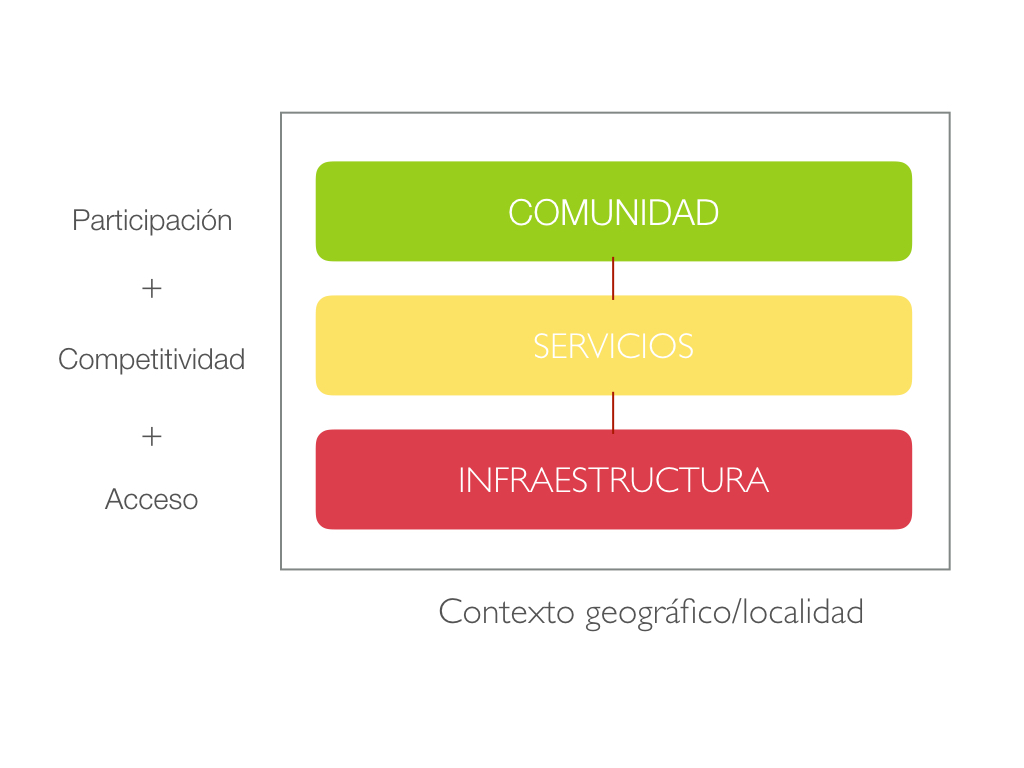 Participación
COMUNIDAD
+
Competitividad
SERVICIOS
+
Acceso
INFRAESTRUCTURA
Contexto geográfico/localidad